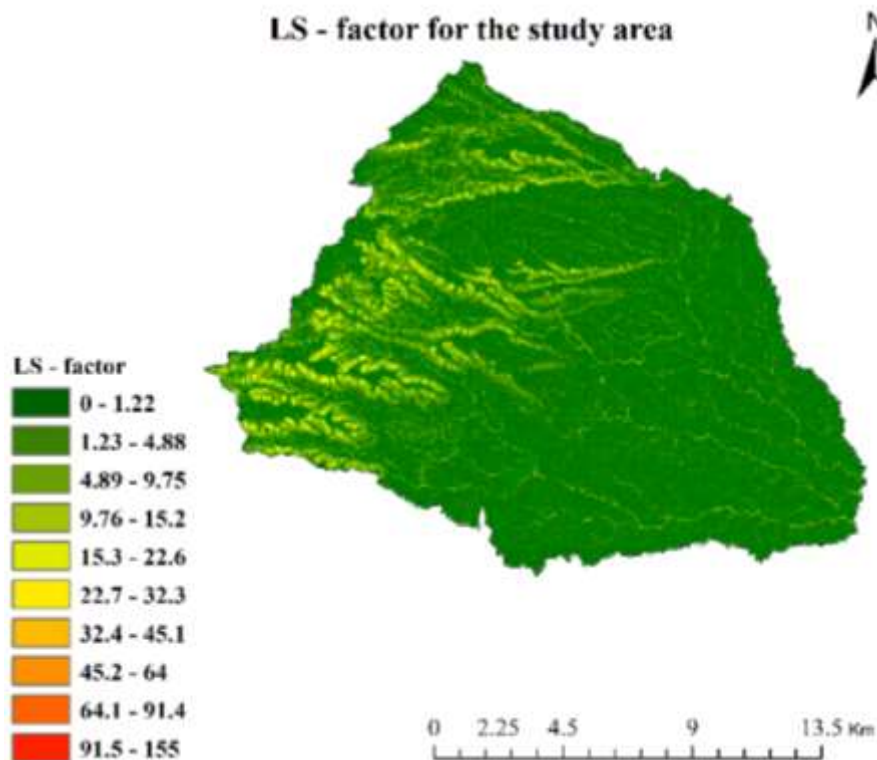 LS - factor for the study area
N
LS - factor
0 - 1.22
1.23 - 4.88
4.89 - 9.75
9.76 - 15.2
15.3 - 22.6
22.7 - 32.3
32.4 - 45.1
45.2 - 64
64.1 - 91.4
91.5 - 155
0 2.25 4.5 9 13.5 Km